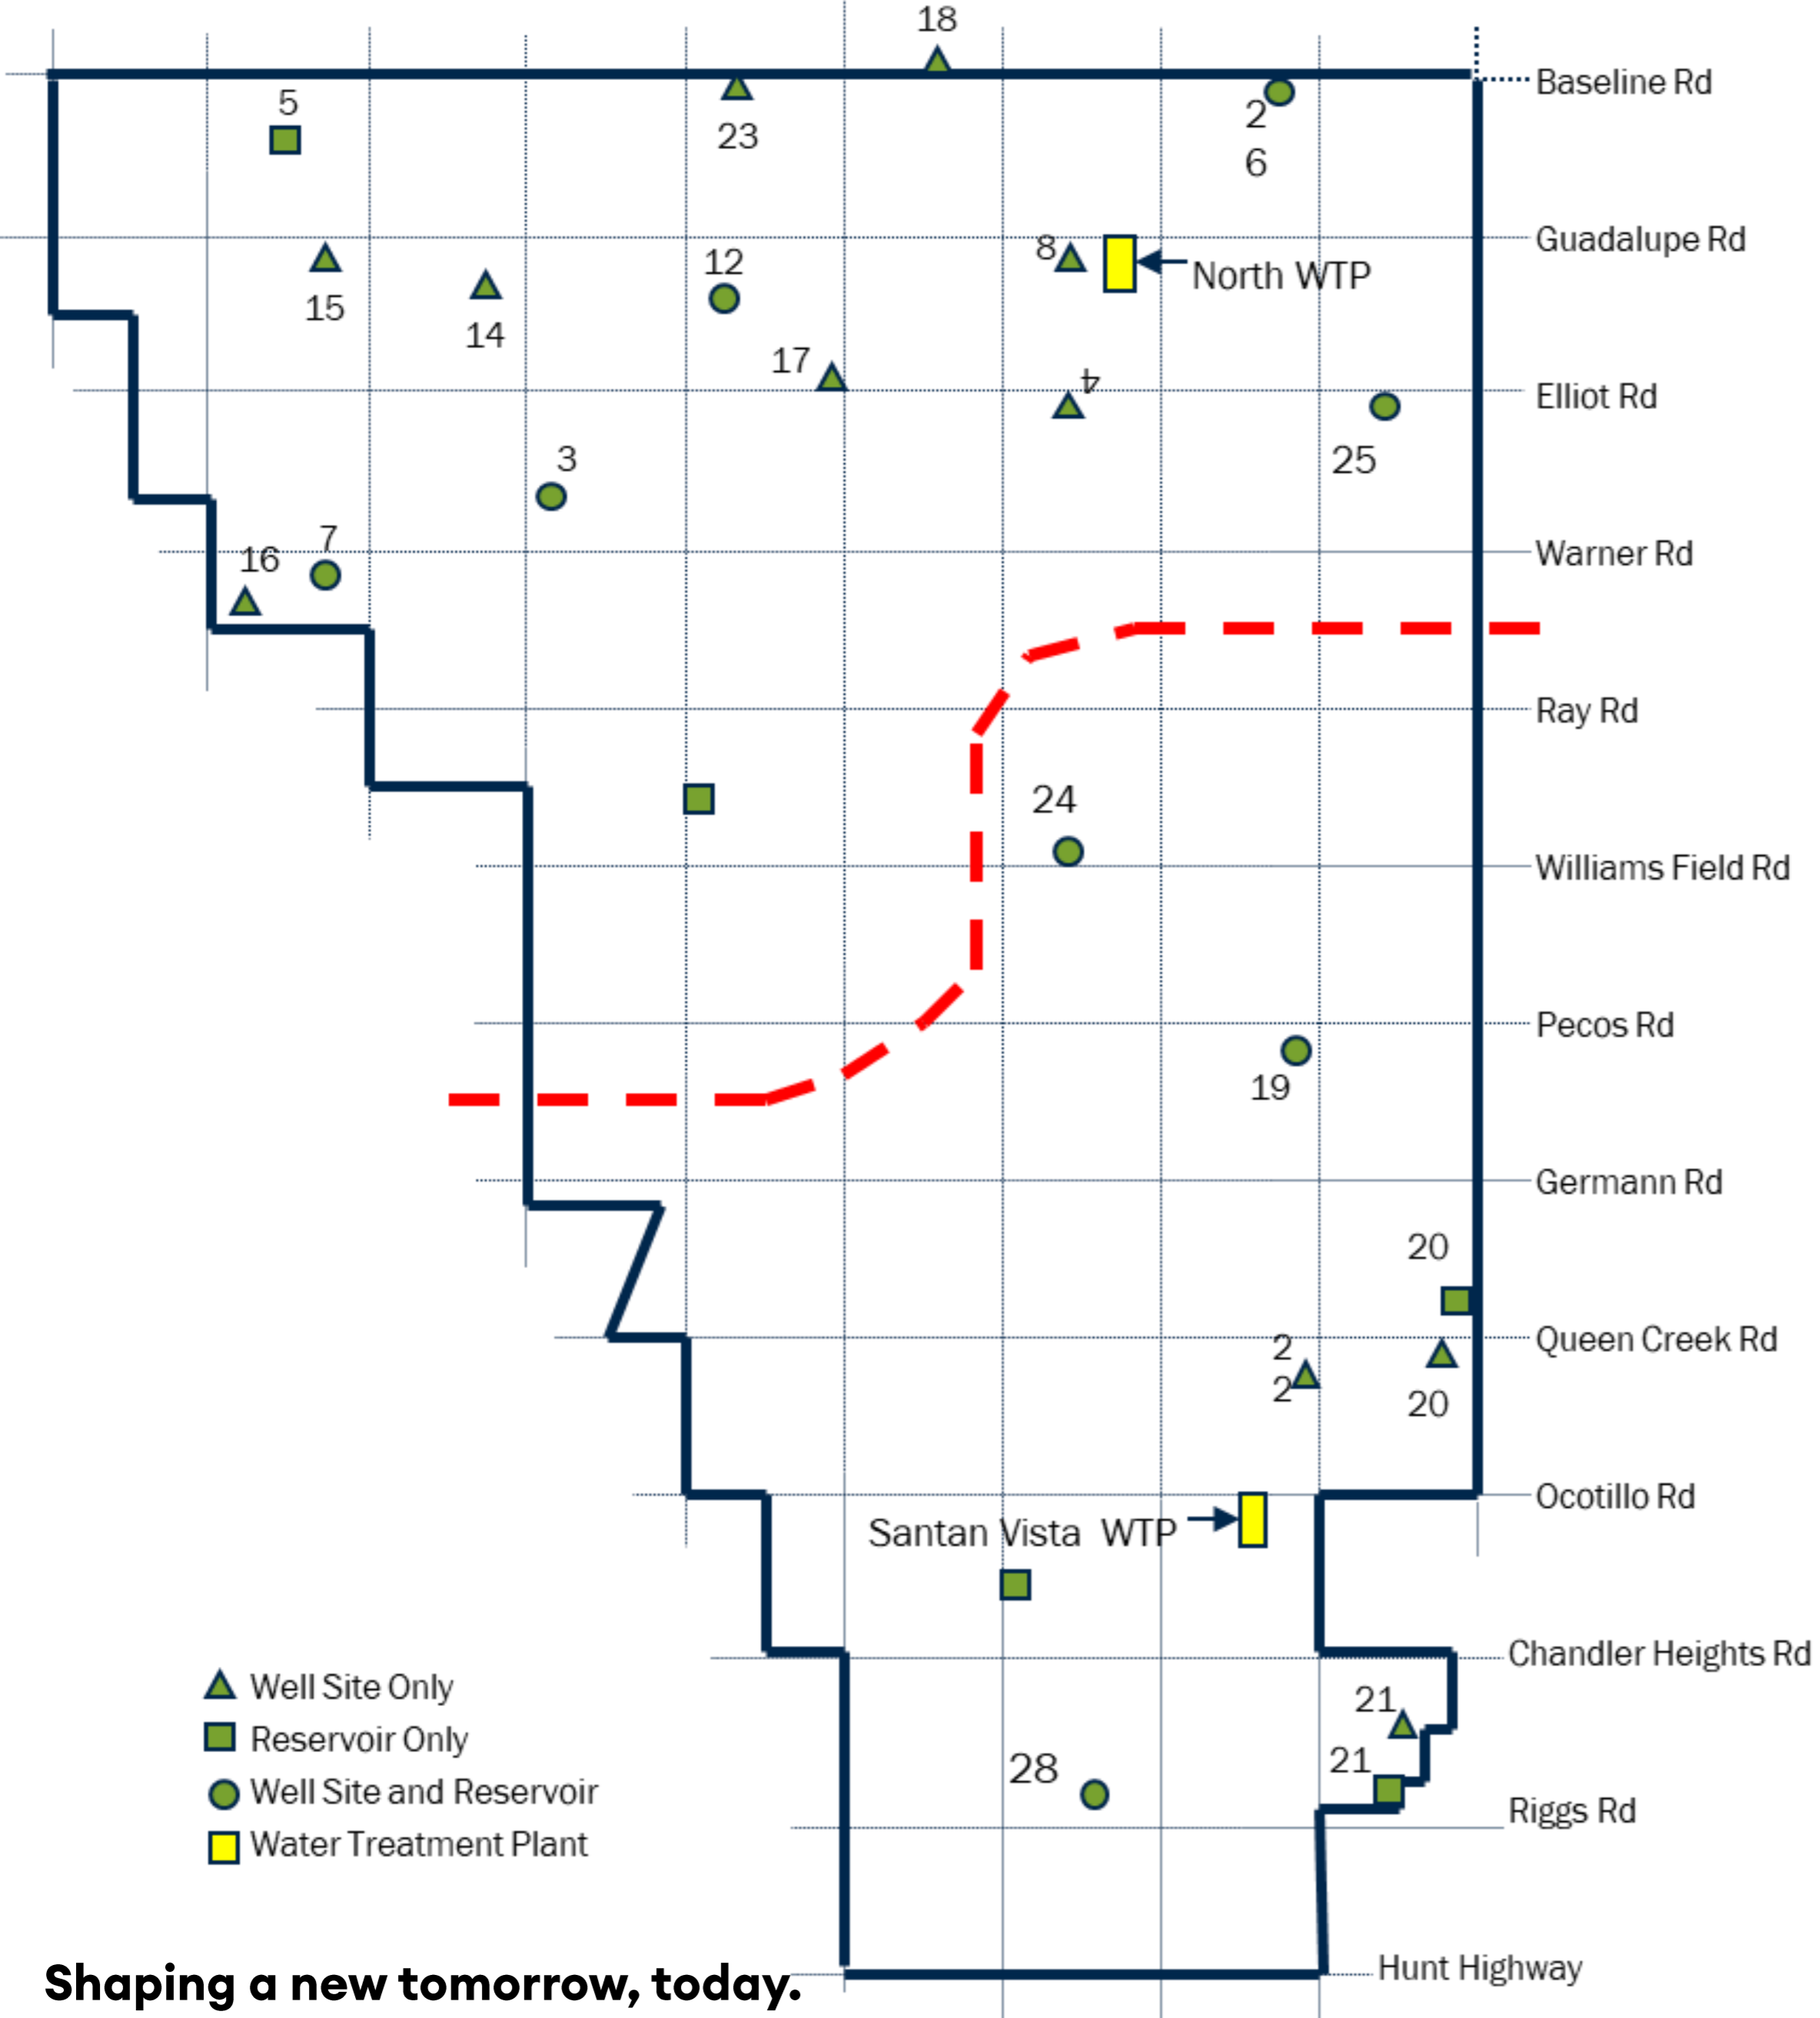 18
Baseline Rd
5
23
2
6
Guadalupe Rd
8
North WTP
12
15
14
17
4
Elliot Rd
25
3
7
16
Warner Rd
Ray Rd
24
Williams Field Rd
Pecos Rd
19
Germann Rd
20
Queen Creek Rd
2
2
20
Ocotillo Rd
Santan Vista WTP
Chandler Heights Rd
Well Site Only
21
Reservoir Only
21
28
Well Site and Reservoir
Riggs Rd
Water Treatment Plant
Hunt Highway
Shaping a new tomorrow, today.